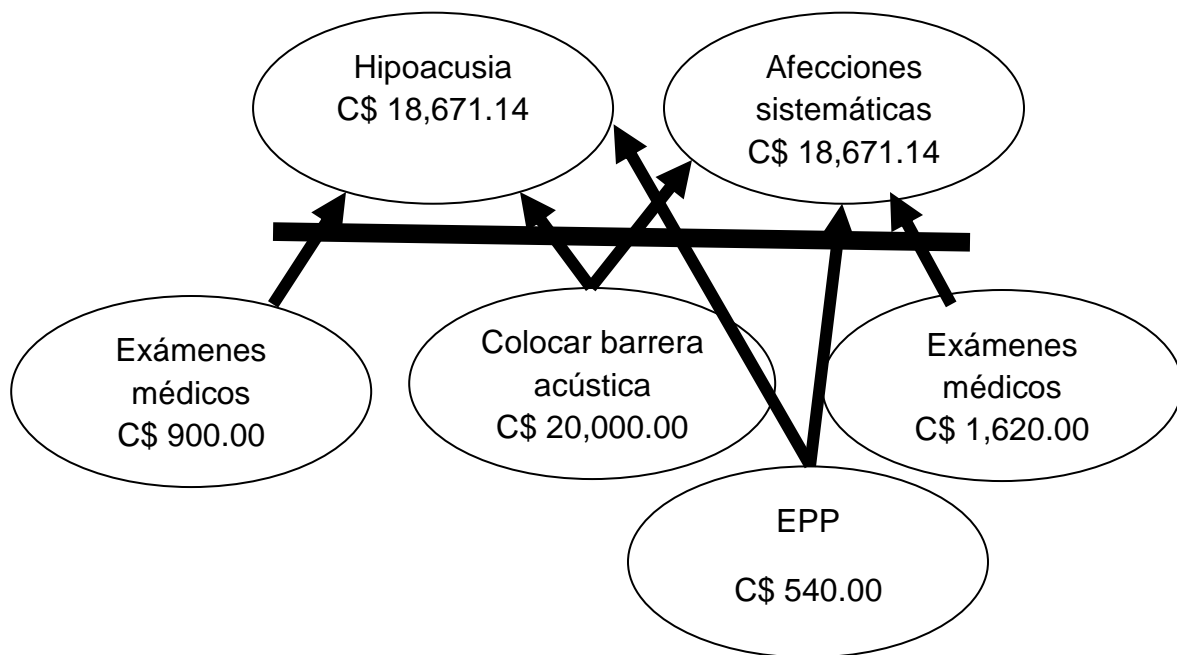 Hipoacusia
C$ 18,671.14
Afecciones
sistemáticas
C$ 18,671.14
Exámenes
médicos
C$ 900.00
Colocar barrera
acústica
C$ 20,000.00
Exámenes
médicos
C$ 1,620.00
EPP
C$ 540.00